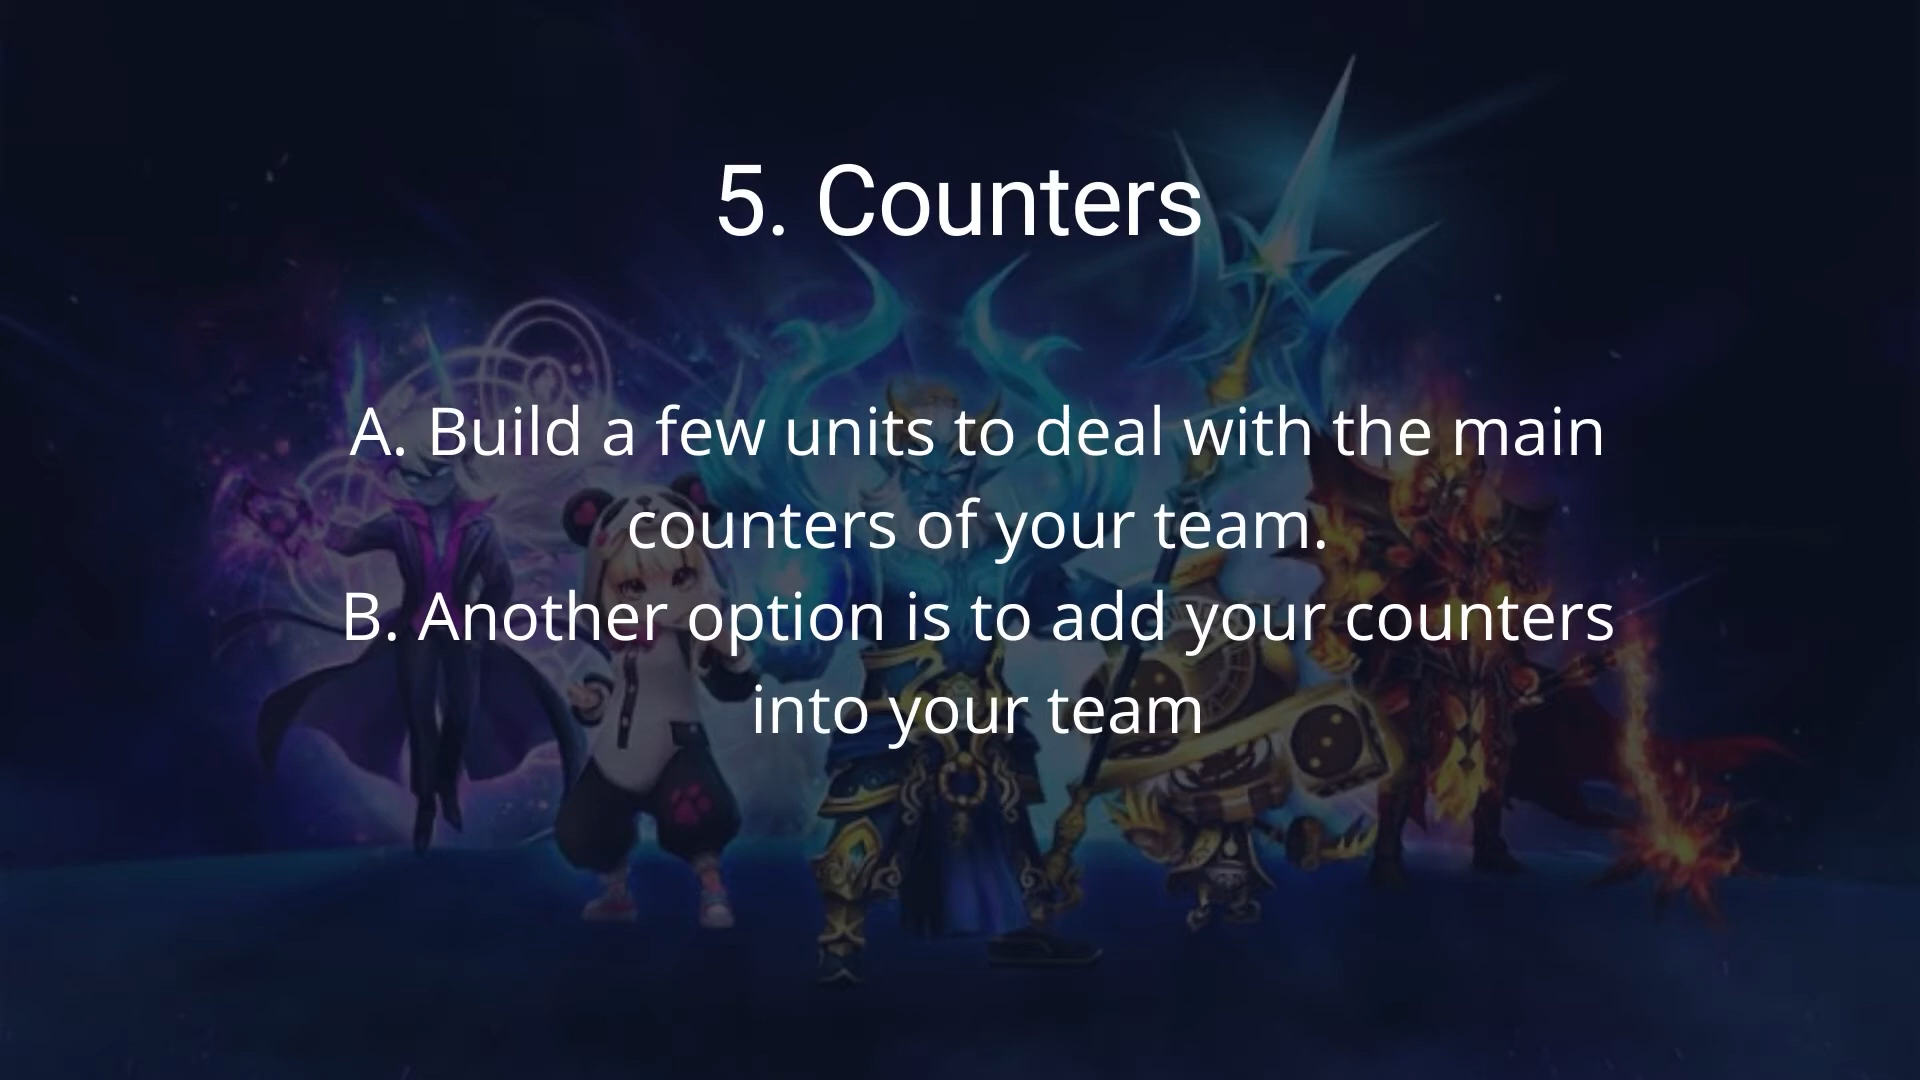 5. Counters
A. Build a few units to deal with the main
counters of your team.
B. Another option is to add your counters
into your team